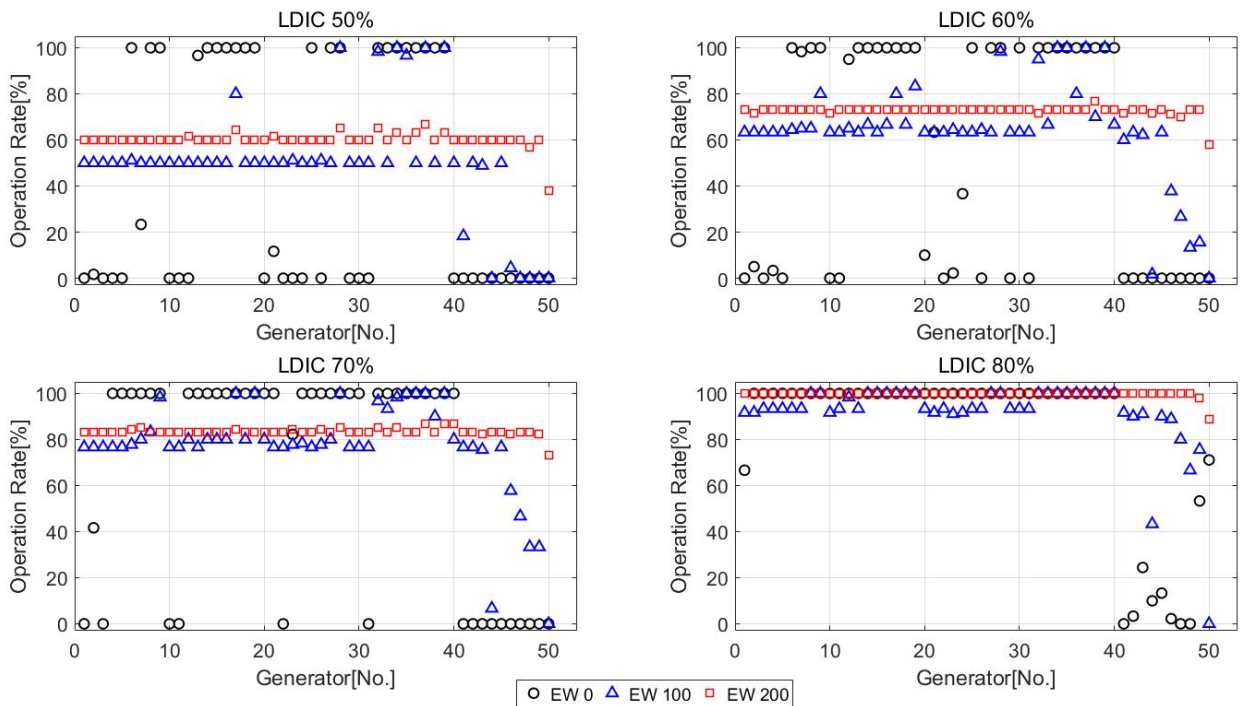 LDIC 50%
Operation Rate[%]
100
80
60
40
20
0
0 10 20 30 40 50
Generator[No.]
LDIC 60%
Operation Rate[%]
100
80
60
40
20
0
0 10 20 30 40 50
Generator[No.]
LDIC 70%
Operation Rate[%]
100
80
60
40
20
0
0 10 20 30 40 50
Generator[No.]
LDIC 80%
Operation Rate[%]
100
80
60
40
20
0
0 10 20 30 40 50
Generator[No.]
EW 0 EW 100 EW 200